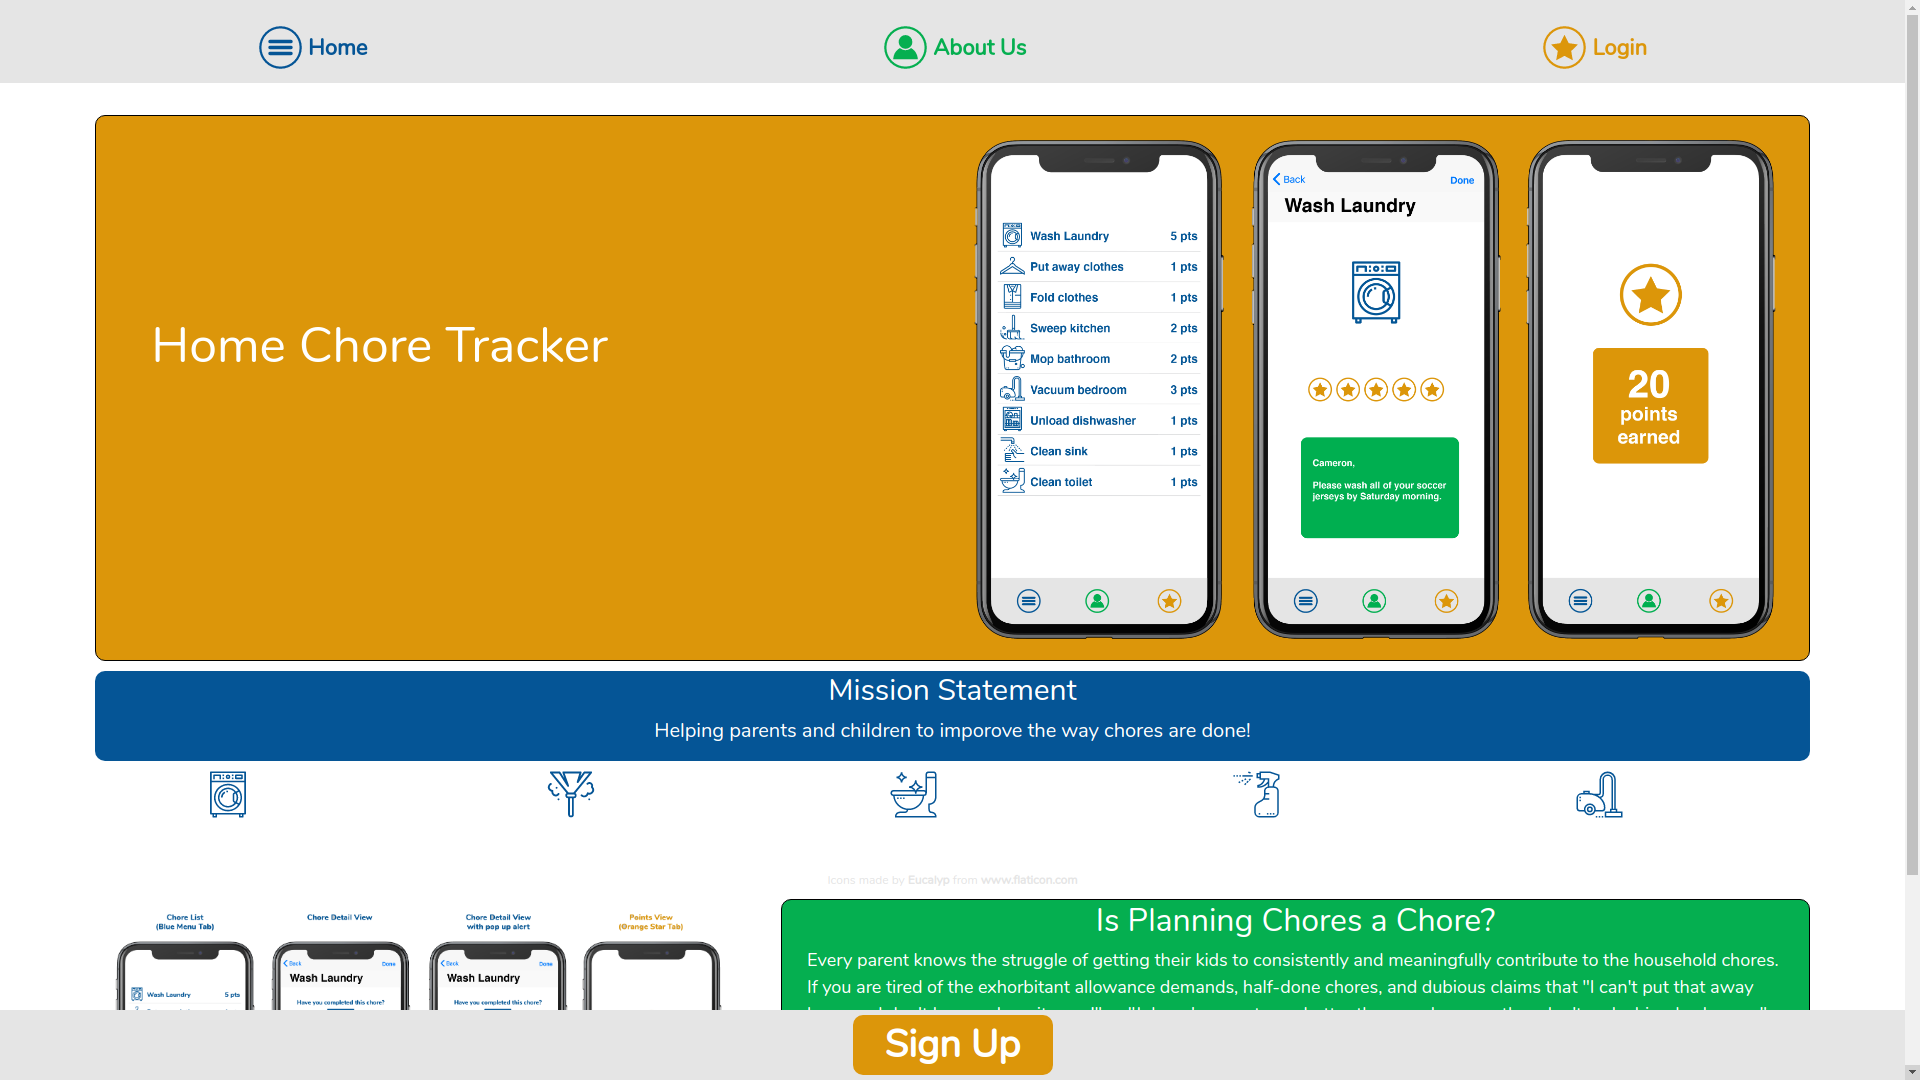 Home
About Us
Login
Home Chore Tracker
Wash Laundry 5 pts
Put away clothes 1 pts
Fold clothes 1 pts
Sweep kitchen 2 pts
Mop bathroom 2 pts
Vacuum bedroom 3 pts
Unload dishwasher 1 pts
Clean sink 1 pts
Clean toilet 1 pts
Back Done
Wash Laundry
Cameron,
Please wash all of your soccer
jerseys by Saturday morning.
20
points
earned
Mission Statement
Helping parents and children to imporove the way chores are done!
Icons made by Eucalyp from www.flaticon.com
Chore List
(Blue Menu Tab)
Chore Detail View
Chore Detail View
with pop up alert
Points View
(Orange Star Tab)
Wash Laundry 5 pts
Back Done
Wash Laundry
Have you completed this chore?
Back Done
Wash Laundry
Have you completed this chore?
Is Planning Chores a Chore?
Every parent knows the struggle of getting their kids to consistently and meaningfully contribute to the household chores.
If you are tired of the exhorbitant allowance demands, half-done chores, and dubious claims that "I can't put that away
Sign Up